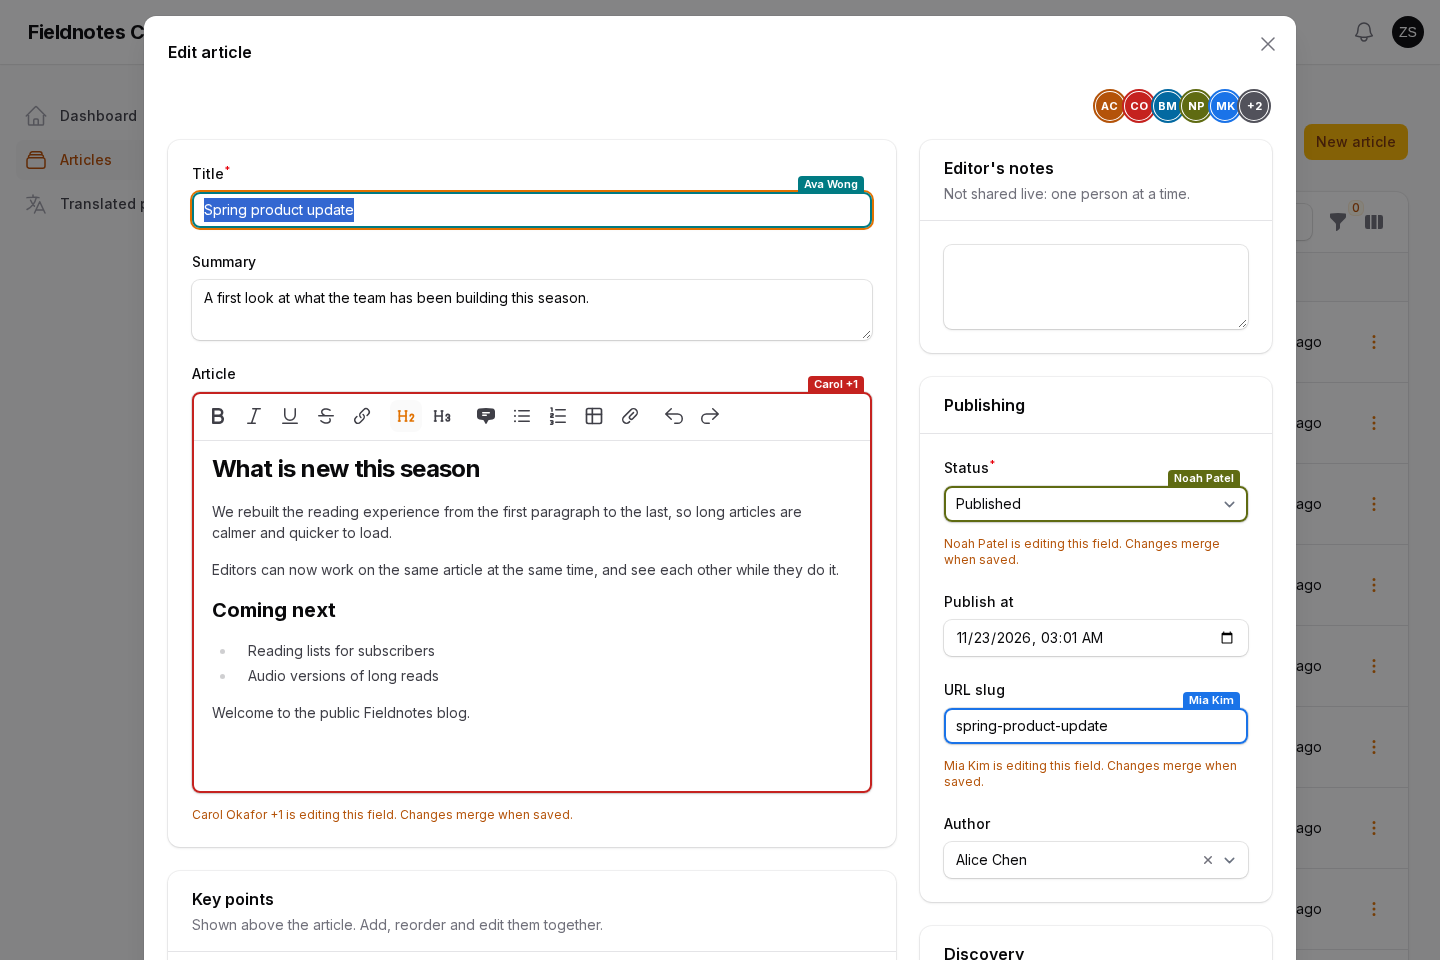 Fieldnotes C
ZS
Edit article
AC
CO
BM
NP
MK
+2
Dashboard
Articles
Translated p
New article
Title*
Ava Wong
Spring product update
Summary
A first look at what the team has been building this season.
Article
Carol +1
H2
H3
What is new this season
We rebuilt the reading experience from the first paragraph to the last, so long articles are
calmer and quicker to load.
Editors can now work on the same article at the same time, and see each other while they do it.
Coming next
Reading lists for subscribers
Audio versions of long reads
Welcome to the public Fieldnotes blog.
Carol Okafor +1 is editing this field. Changes merge when saved.
Key points
Shown above the article. Add, reorder and edit them together.
Editor's notes
Not shared live: one person at a time.
Publishing
Status*
Noah Patel
Published
Noah Patel is editing this field. Changes merge
when saved.
Publish at
11/23/2026, 03:01 AM
URL slug
Mia Kim
spring-product-update
Mia Kim is editing this field. Changes merge when
saved.
Author
Alice Chen
Discovery
0
ago
ago
ago
ago
ago
ago
ago
ago